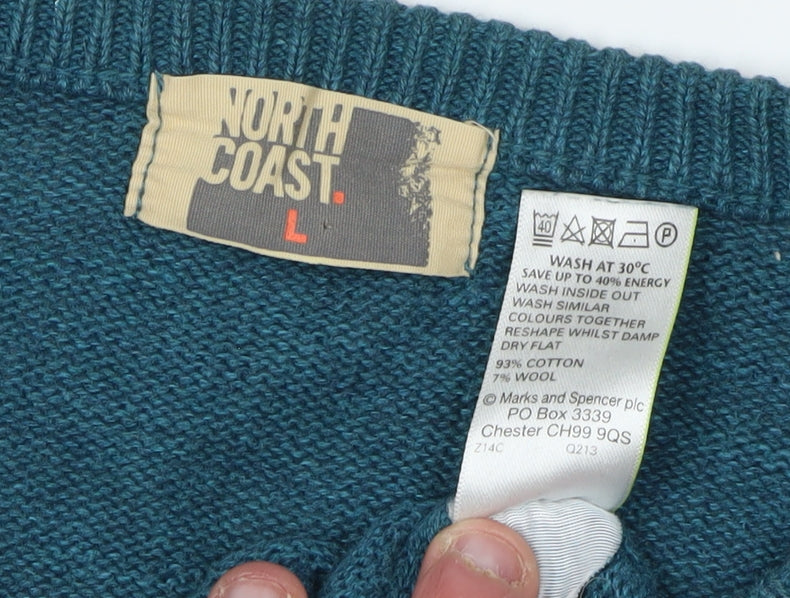 NORTH
COAST.
L
40
P
WASH AT 30°C
SAVE UP TO 40% ENERGY
WASH INSIDE OUT
WASH SIMILAR
COLOURS TOGETHER
RESHAPE WHILST DAMP
DRY FLAT
93% COTTON
7% WOOL
© Marks and Spencer plc
PO Box 3339
Chester CH99 9QS
Z14C Q213